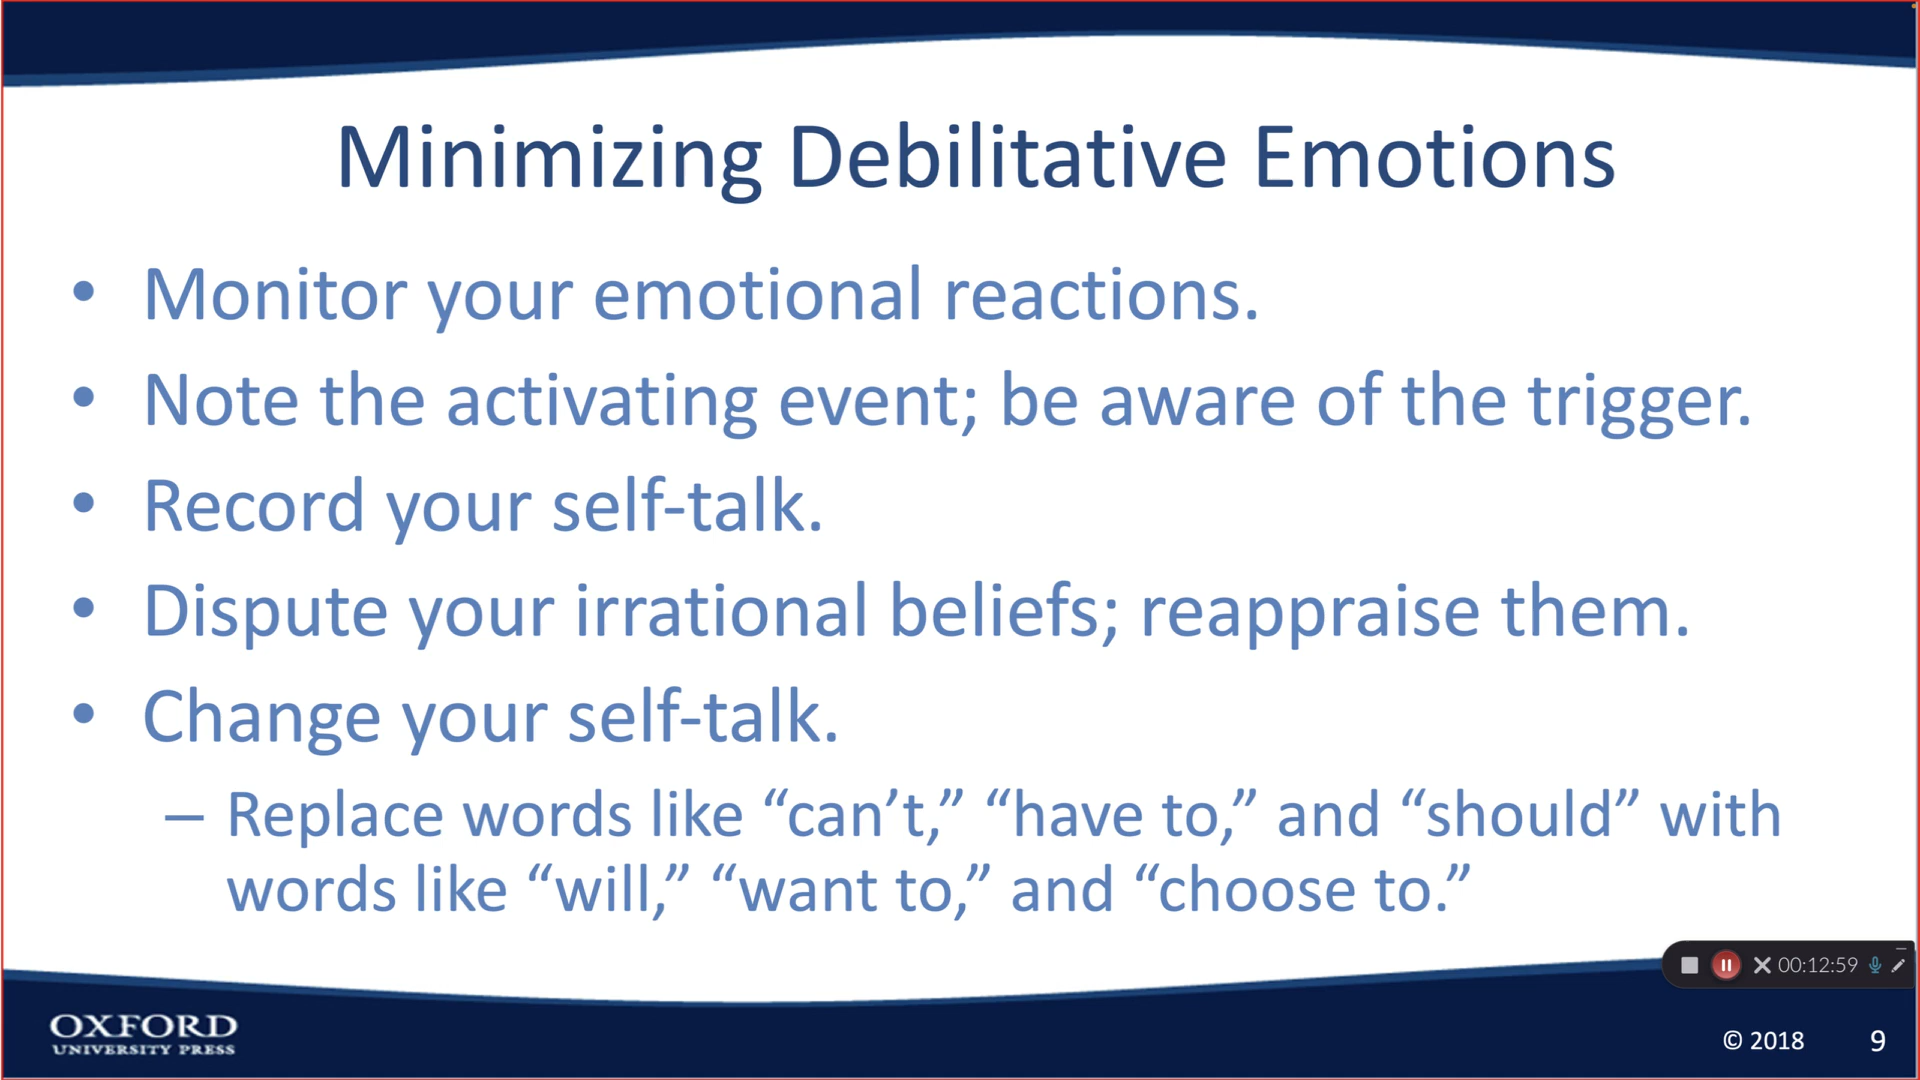 Minimizing Debilitative Emotions
• Monitor your emotional reactions.
• Note the activating event; be aware of the trigger.
• Record your self-talk.
• Dispute your irrational beliefs; reappraise them.
• Change your self-talk.
– Replace words like “can’t,” “have to,” and “should” with
words like “will,” “want to,” and “choose to.”
00:12:59
OXFORD
UNIVERSITY PRESS
© 2018 9